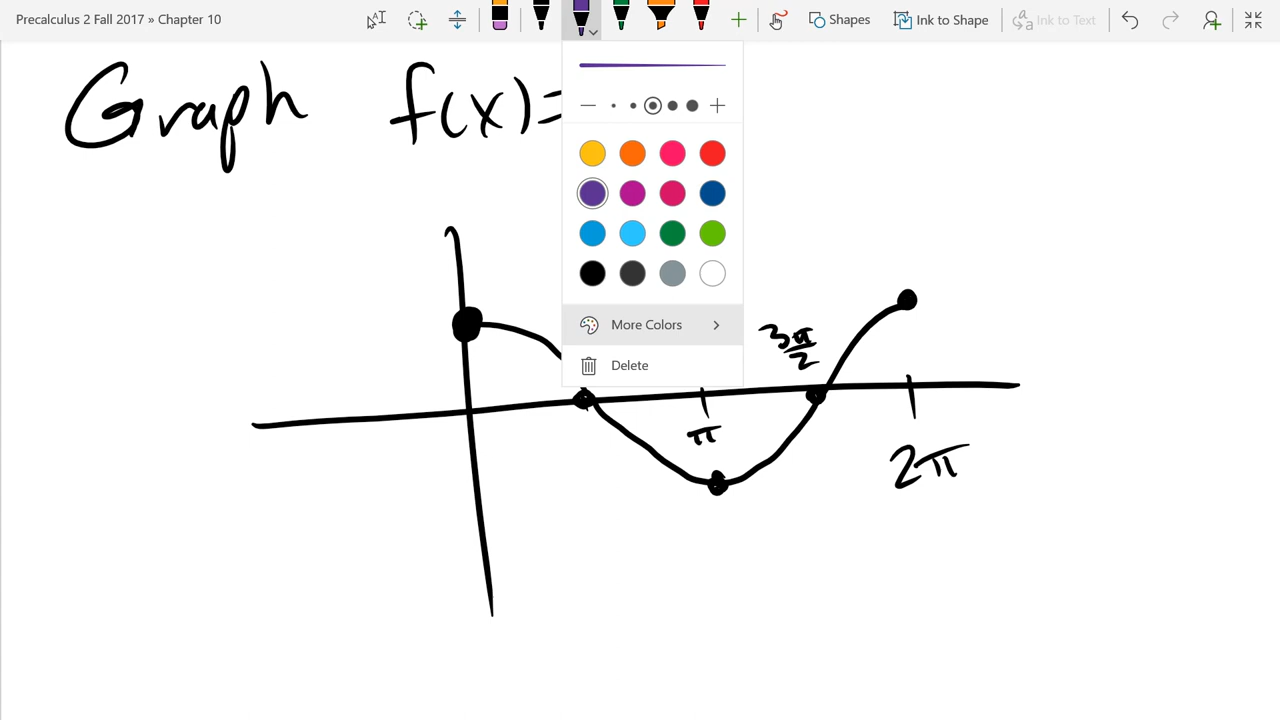 Precalculus 2 Fall 2017 » Chapter 10
Shapes
Ink to Shape
Ink to Text
Graph f(x)=
More Colors
Delete
3π/2
π
2π